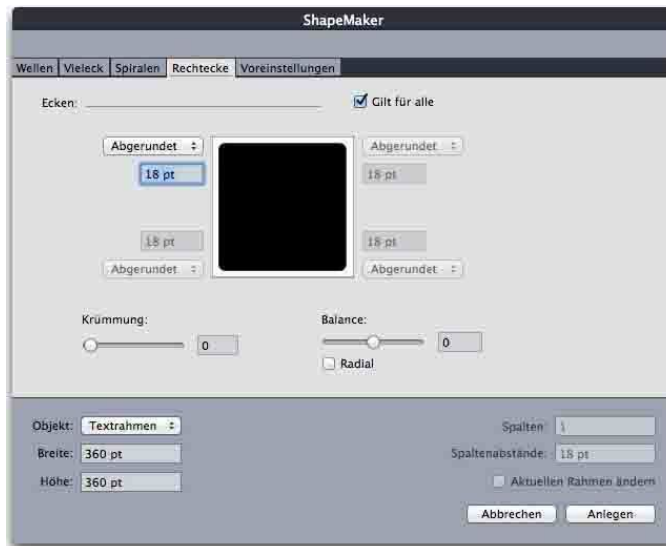 ShapeMaker
Wellen Vieleck Spiralen Rechtecke Voreinstellungen
Ecken: Gilt für alle
Abgerundet Abgerundet
18 pt 18 pt
18 pt 18 pt
Abgerundet Abgerundet
Krümmung: Balance:
0 0
Radial
Objekt: Textrahmen Spalten: 1
Breite: 360 pt Spaltenabstände: 18 pt
Höhe: 360 pt Aktuellen Rahmen ändern
Abbrechen Anlegen